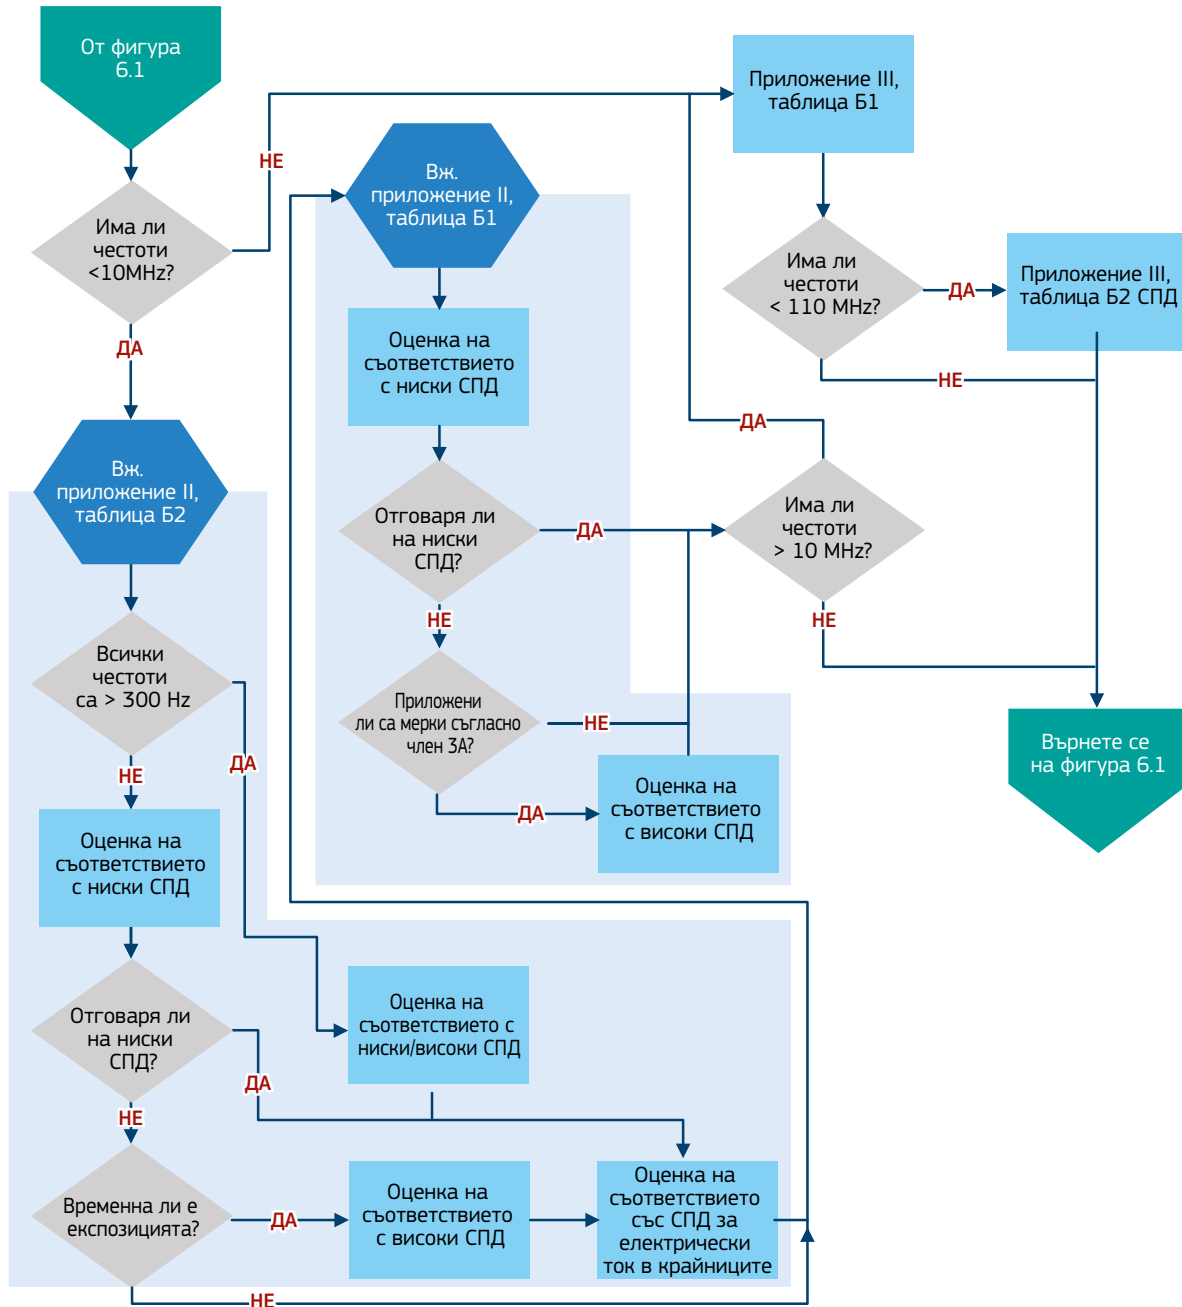 От фигура
6.1
Има ли
честоти
<10MHz?
НЕ
ДА
Вж.
приложение II,
таблица Б2
Всички
честоти
са > 300 Hz
ДА
НЕ
Оценка на
съответствието
с ниски СПД
Отговаря ли
на ниски
СПД?
ДА
НЕ
Временна ли е
експозицията?
ДА
НЕ
Оценка на
съответствието с
ниски/високи СПД
Оценка на
съответствието
с високи СПД
Оценка на
съответствието
със СПД за
електрически
ток в крайниците
Вж.
приложение II,
таблица Б1
Оценка на
съответствието
с ниски СПД
Отговаря ли
на ниски
СПД?
ДА
НЕ
Приложени
ли са мерки съгласно
член 3А?
НЕ
ДА
Оценка на
съответствието
с високи СПД
Има ли
честоти
> 10 MHz?
ДА
НЕ
Приложение III,
таблица Б1
Има ли
честоти
< 110 MHz?
ДА
НЕ
Приложение III,
таблица Б2 СПД
Върнете се
на фигура 6.1